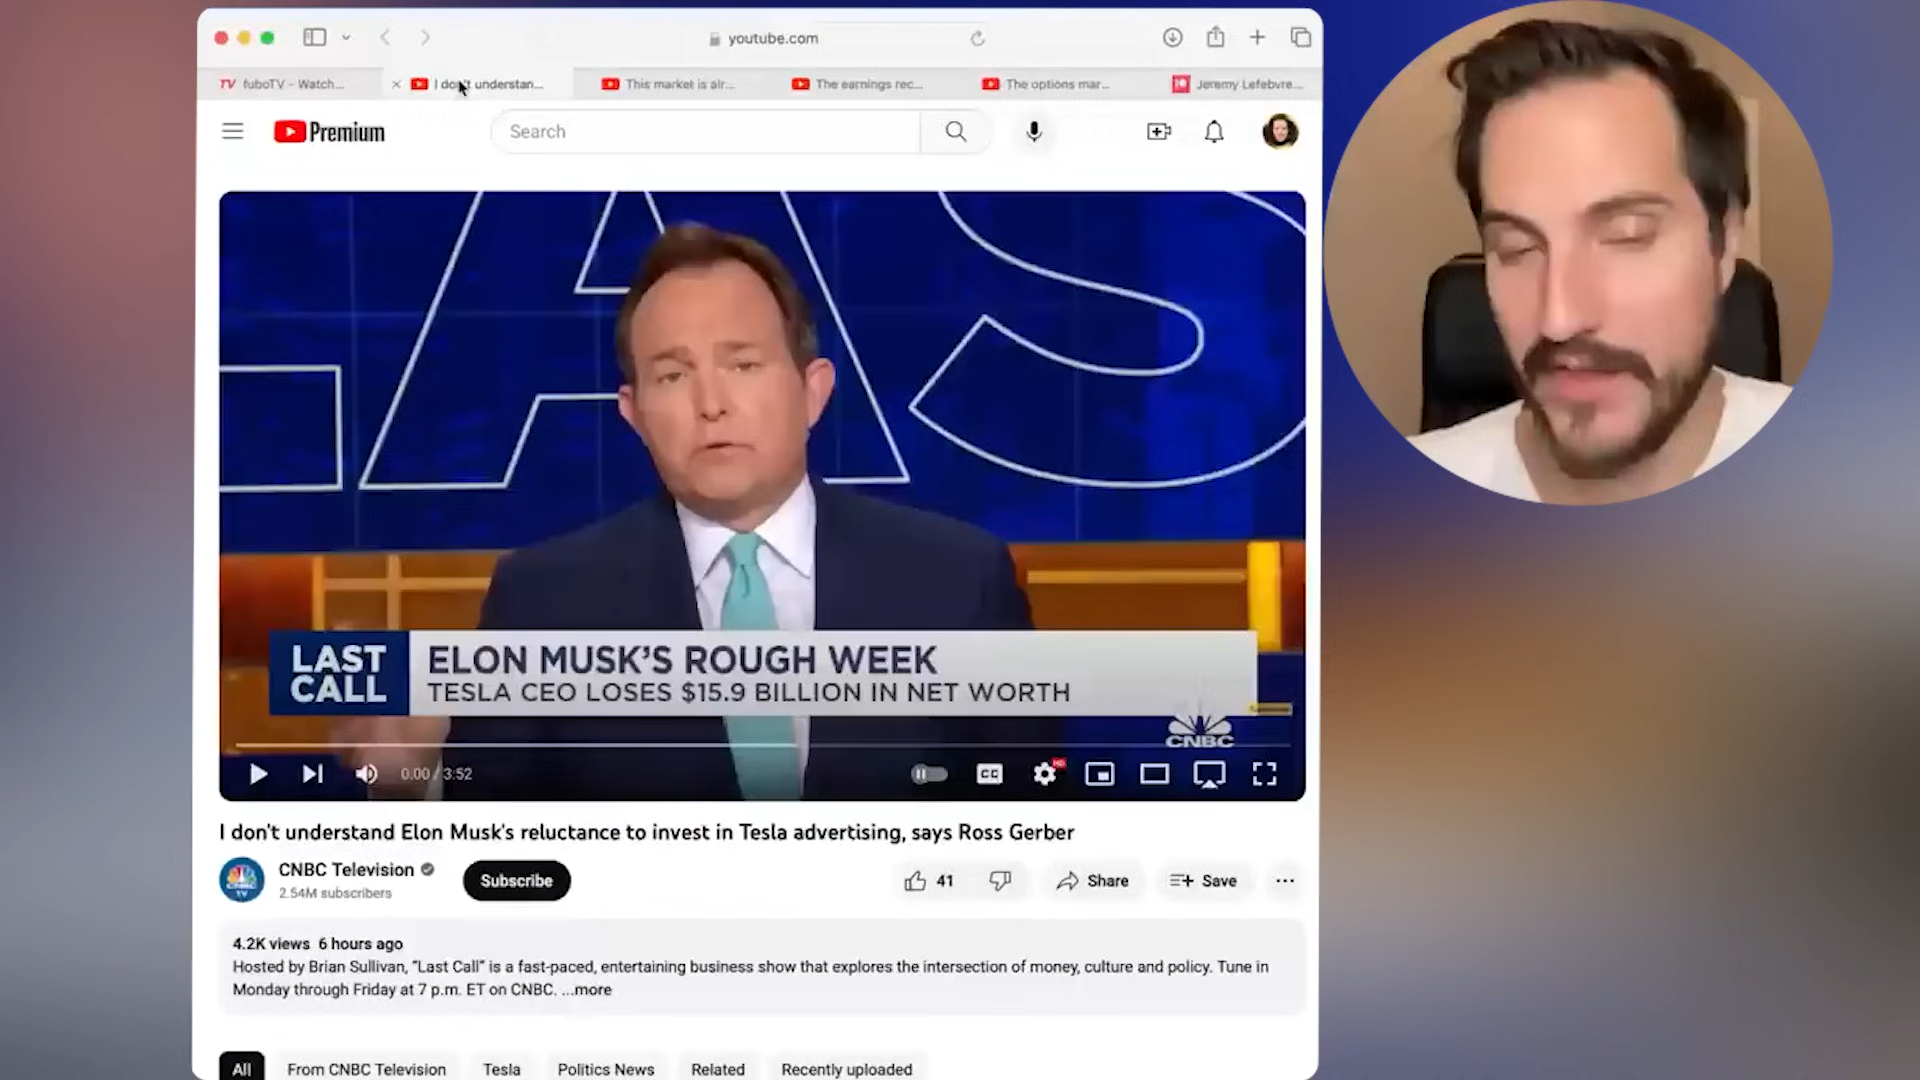 youtube.com
fuboTV - Watch...
I don't understan...
This market is alr...
The earnings rec...
The options mar...
Jeremy Lefebvre...
Premium
Search
LAST CALL
ELON MUSK'S ROUGH WEEK
TESLA CEO LOSES $15.9 BILLION IN NET WORTH
CNBC
0:00 / 3:52
CC
HD
I don't understand Elon Musk's reluctance to invest in Tesla advertising, says Ross Gerber
CNBC Television
2.54M subscribers
Subscribe
41
Share
Save
4.2K views 6 hours ago
Hosted by Brian Sullivan, "Last Call" is a fast-paced, entertaining business show that explores the intersection of money, culture and policy. Tune in
Monday through Friday at 7 p.m. ET on CNBC. ...more
All
From CNBC Television
Tesla
Politics News
Related
Recently uploaded